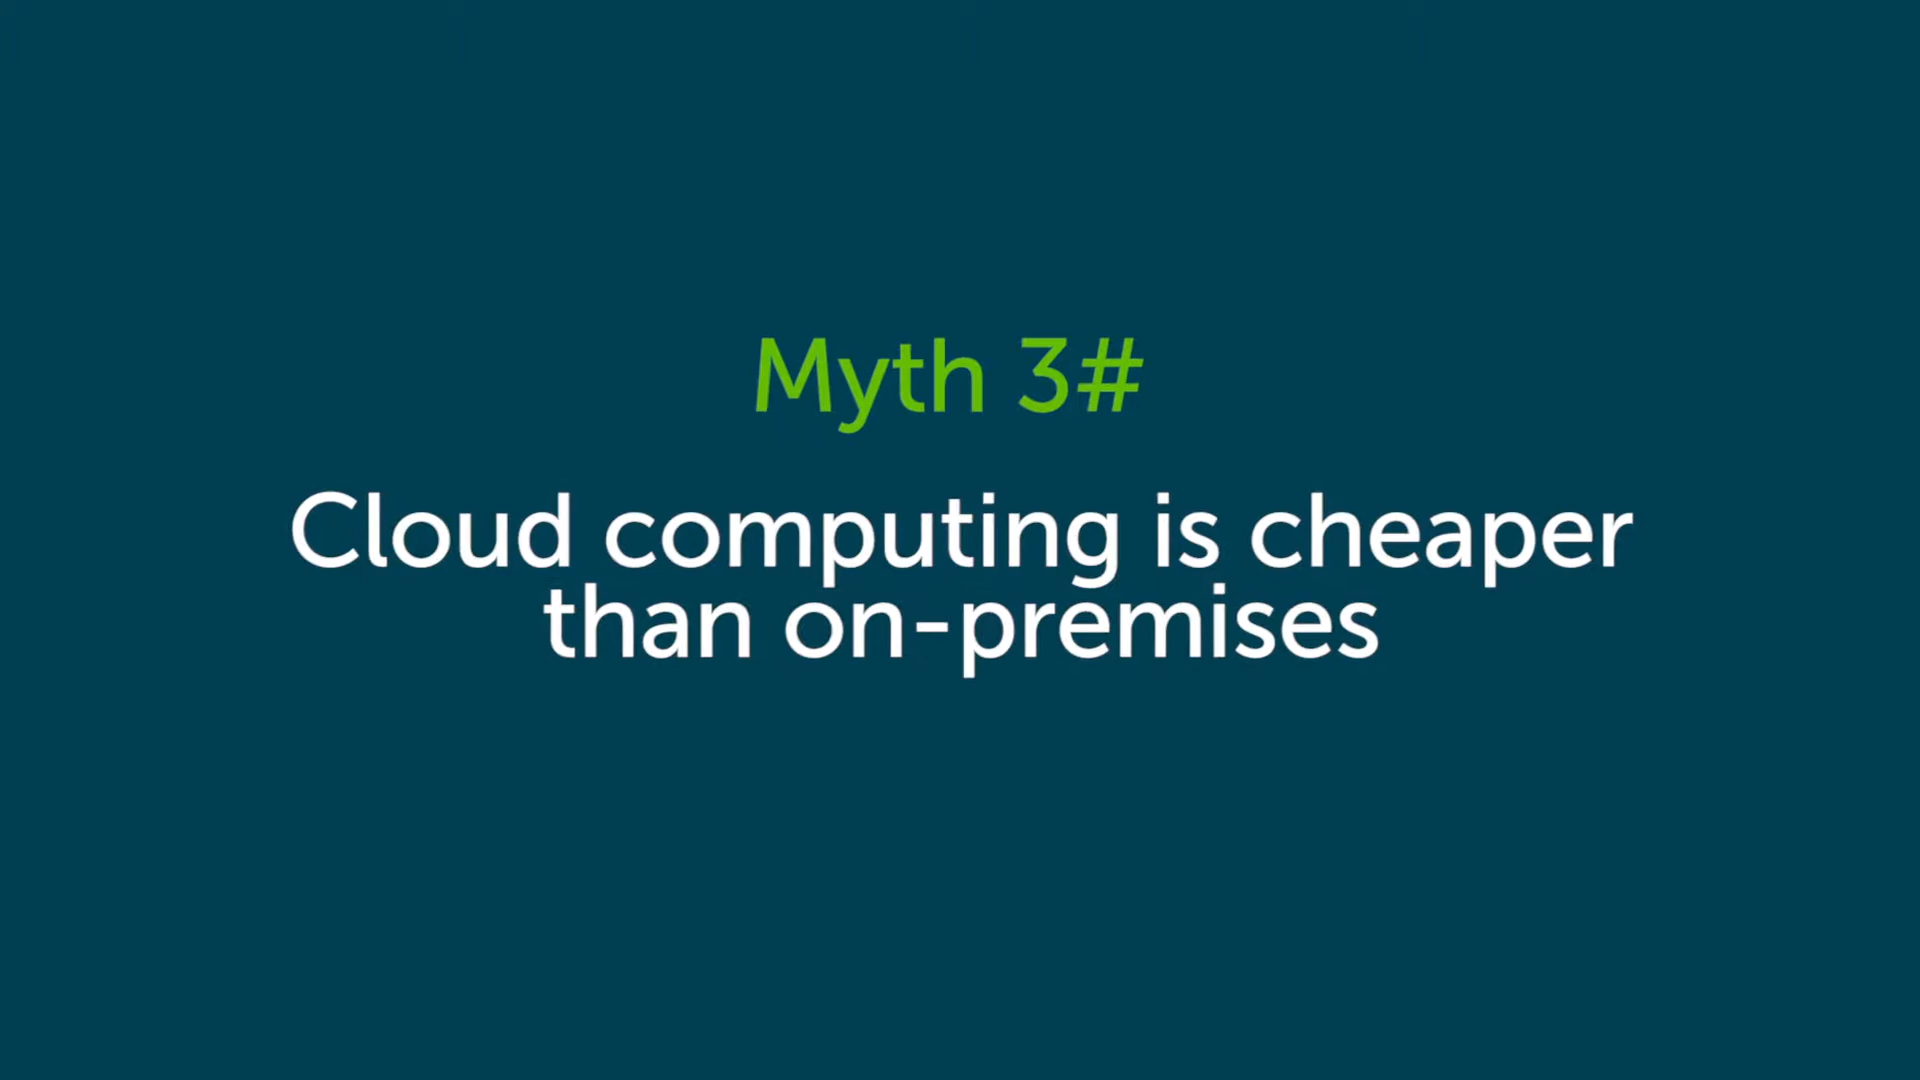 Myth 3#
Cloud computing is cheaper
than on-premises